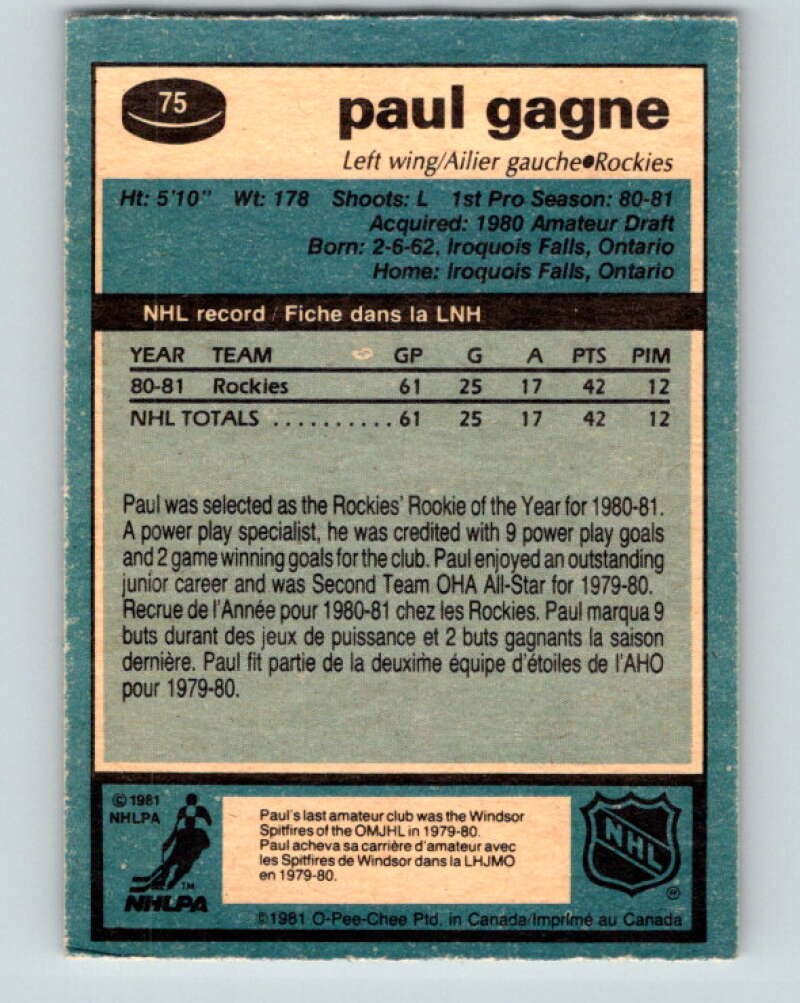 75
paul gagne
Left wing/Ailier gauche●Rockies
Ht: 5'10" Wt: 178 Shoots: L 1st Pro Season: 80-81
Acquired: 1980 Amateur Draft
Born: 2-6-62, Iroquois Falls, Ontario
Home: Iroquois Falls, Ontario
NHL record / Fiche dans la LNH
YEAR TEAM GP G A PTS PIM
80-81 Rockies 61 25 17 42 12
NHL TOTALS .......... 61 25 17 42 12
Paul was selected as the Rockies' Rookie of the Year for 1980-81.
A power play specialist, he was credited with 9 power play goals
and 2 game winning goals for the club. Paul enjoyed an outstanding
junior career and was Second Team OHA All-Star for 1979-80.
Recrue de l'Année pour 1980-81 chez les Rockies. Paul marqua 9
buts durant des jeux de puissance et 2 buts gagnants la saison
dernière. Paul fit partie de la deuxime équipe d'étoiles de l'AHO
pour 1979-80.
©1981
NHLPA
TM
NHLPA
Paul's last amateur club was the Windsor
Spitfires of the OMJHL in 1979-80.
Paul acheva sa carrière d'amateur avec
les Spitfires de Windsor dans la LHJMO
en 1979-80.
NHL
®
©1981 O-Pee-Chee Ptd. in Canada/Imprimé au Canada